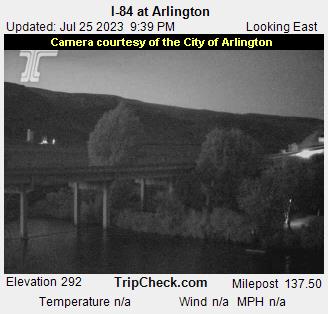 I-84 at Arlington
Updated: Jul 25 2023 9:39 PM Looking East
Camera courtesy of the City of Arlington
Elevation 292 TripCheck.com Milepost 137.50
Temperature n/a Wind n/a MPH n/a